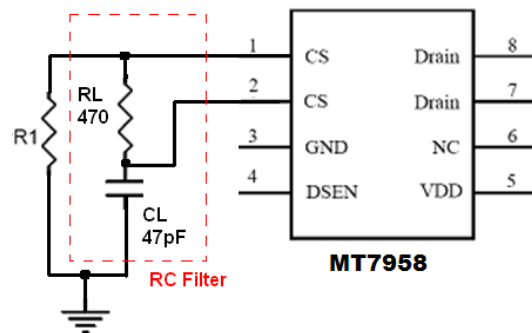 1 CS Drain 8
RL
470
2 CS Drain 7
R1
3 GND NC 6
4 DSEN VDD 5
CL
47pF
MT7958
RC Filter